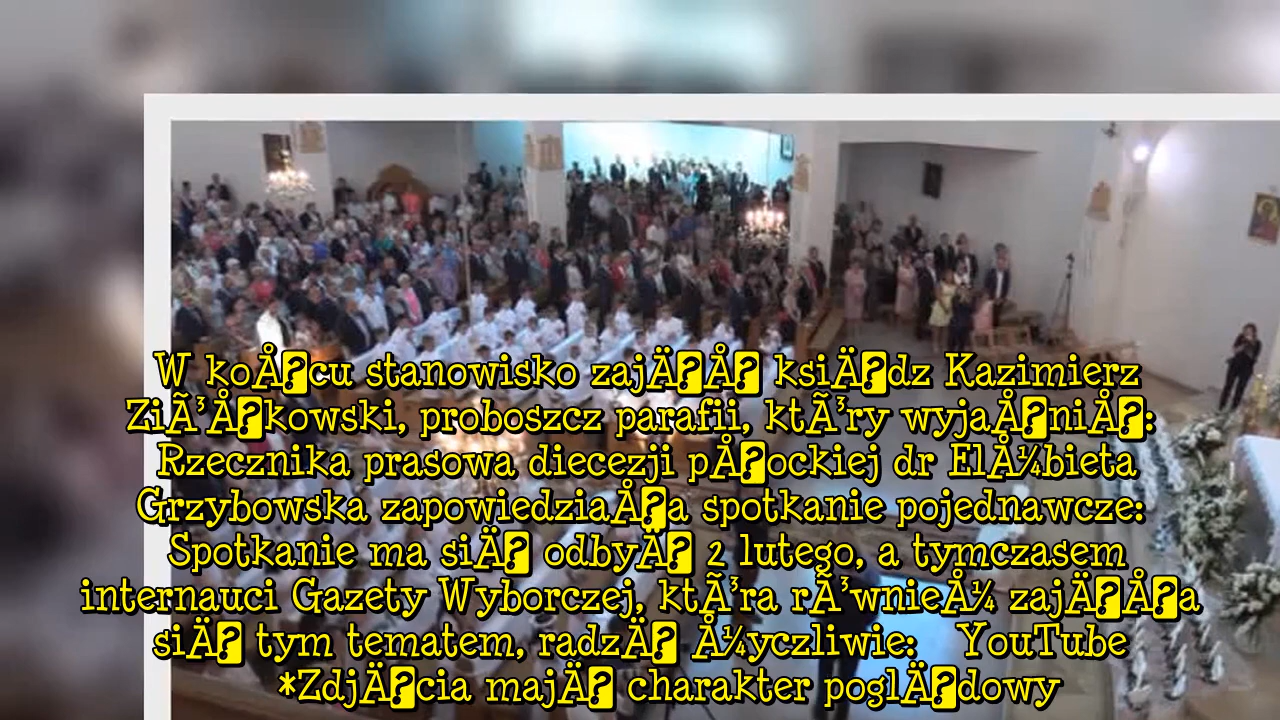 W koÅ�cu stanowisko zajÄ�Å� ksiÄ�dz Kazimierz
ZiÃ³Å�kowski, proboszcz parafii, ktÃ³ry wyjaÅ�niÅ�:
Rzecznika prasowa diecezji pÅ�ockiej dr ElÅ¼bieta
Grzybowska zapowiedziaÅ�a spotkanie pojednawcze:
Spotkanie ma siÄ� odbyÄ� 2 lutego, a tymczasem
internauci Gazety Wyborczej, ktÃ³ra rÃ³wnieÅ¼ zajÄ�Å�a
siÄ� tym tematem, radzÄ� Å¼yczliwie: YouTube
*ZdjÄ�cia majÄ� charakter poglÄ�dowy